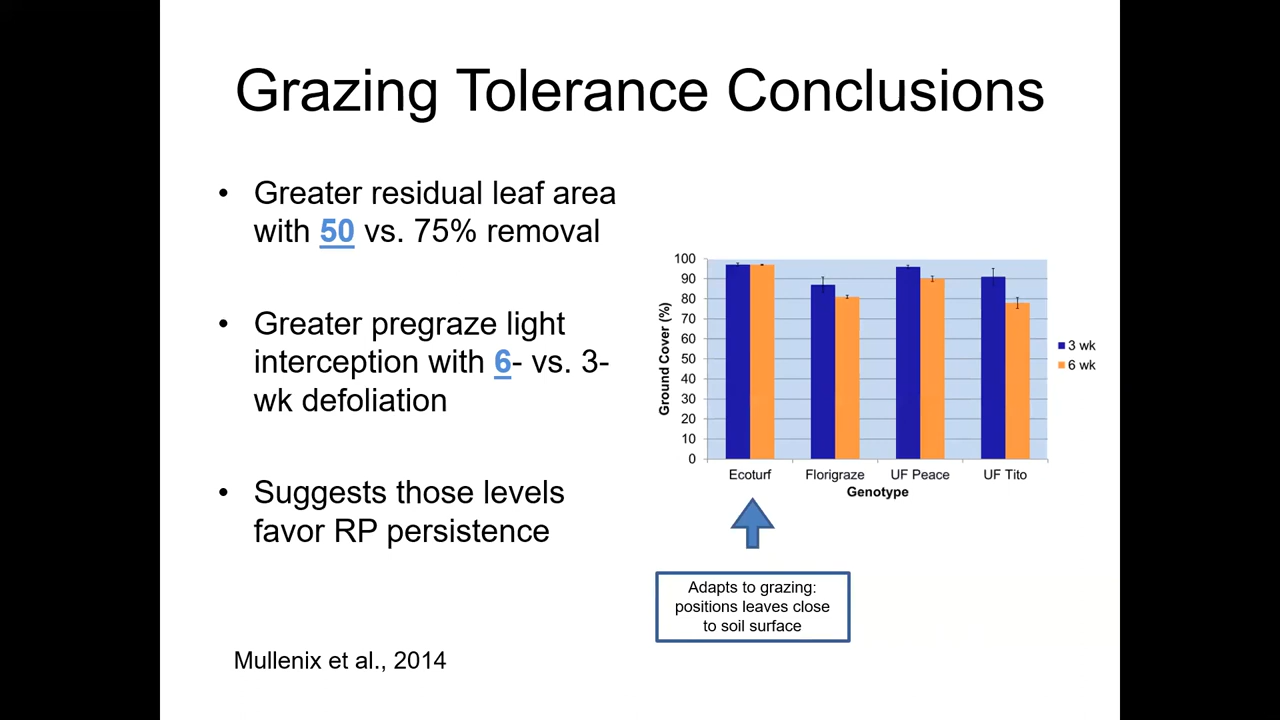 Grazing Tolerance Conclusions
• Greater residual leaf area
with 50 vs. 75% removal
• Greater pregraze light
interception with 6- vs. 3-
wk defoliation
• Suggests those levels
favor RP persistence
Mullenix et al., 2014
Ground Cover (%)
100
90
80
70
60
50
40
30
20
10
0
Ecoturf Florigraze UF Peace UF Tito
Genotype
3 wk
6 wk
Adapts to grazing:
positions leaves close
to soil surface